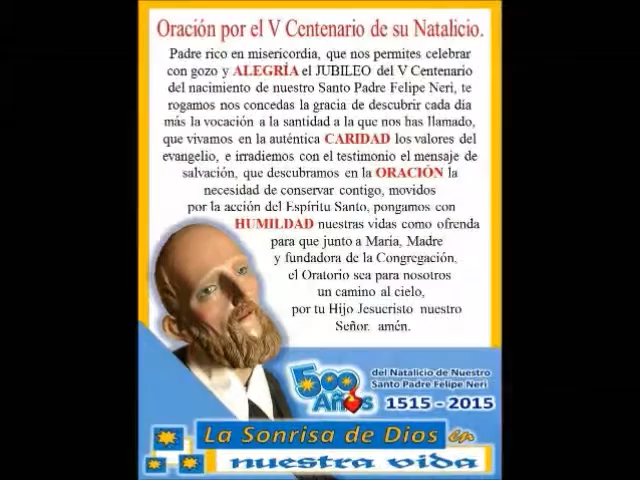 Oración por el V Centenario de su Natalicio.
Padre rico en misericordia, que nos permites celebrar
con gozo y ALEGRÍA el JUBILEO del V Centenario
del nacimiento de nuestro Santo Padre Felipe Neri, te
rogamos nos concedas la gracia de descubrir cada dia
más la vocación a la santidad a la que nos has llamado,
que vivamos en la auténtica CARIDAD los valores del
evangelio, e irradiemos con el testimonio el mensaje de
salvación, que descubramos en la ORACIÓN la
necesidad de conservar contigo, movidos
por la acción del Espíritu Santo, pongamos con
HUMILDAD nuestras vidas como ofrenda
para que junto a María, Madre
y fundadora de la Congregación,
el Oratorio sea para nosotros
un camino al cielo,
por tu Hijo Jesucristo nuestro
Señor. amén.
500
Años
del Natalicio de Nuestro
Santo Padre Felipe Neri
1515 - 2015
La Sonrisa de Dios en
nuestra vida